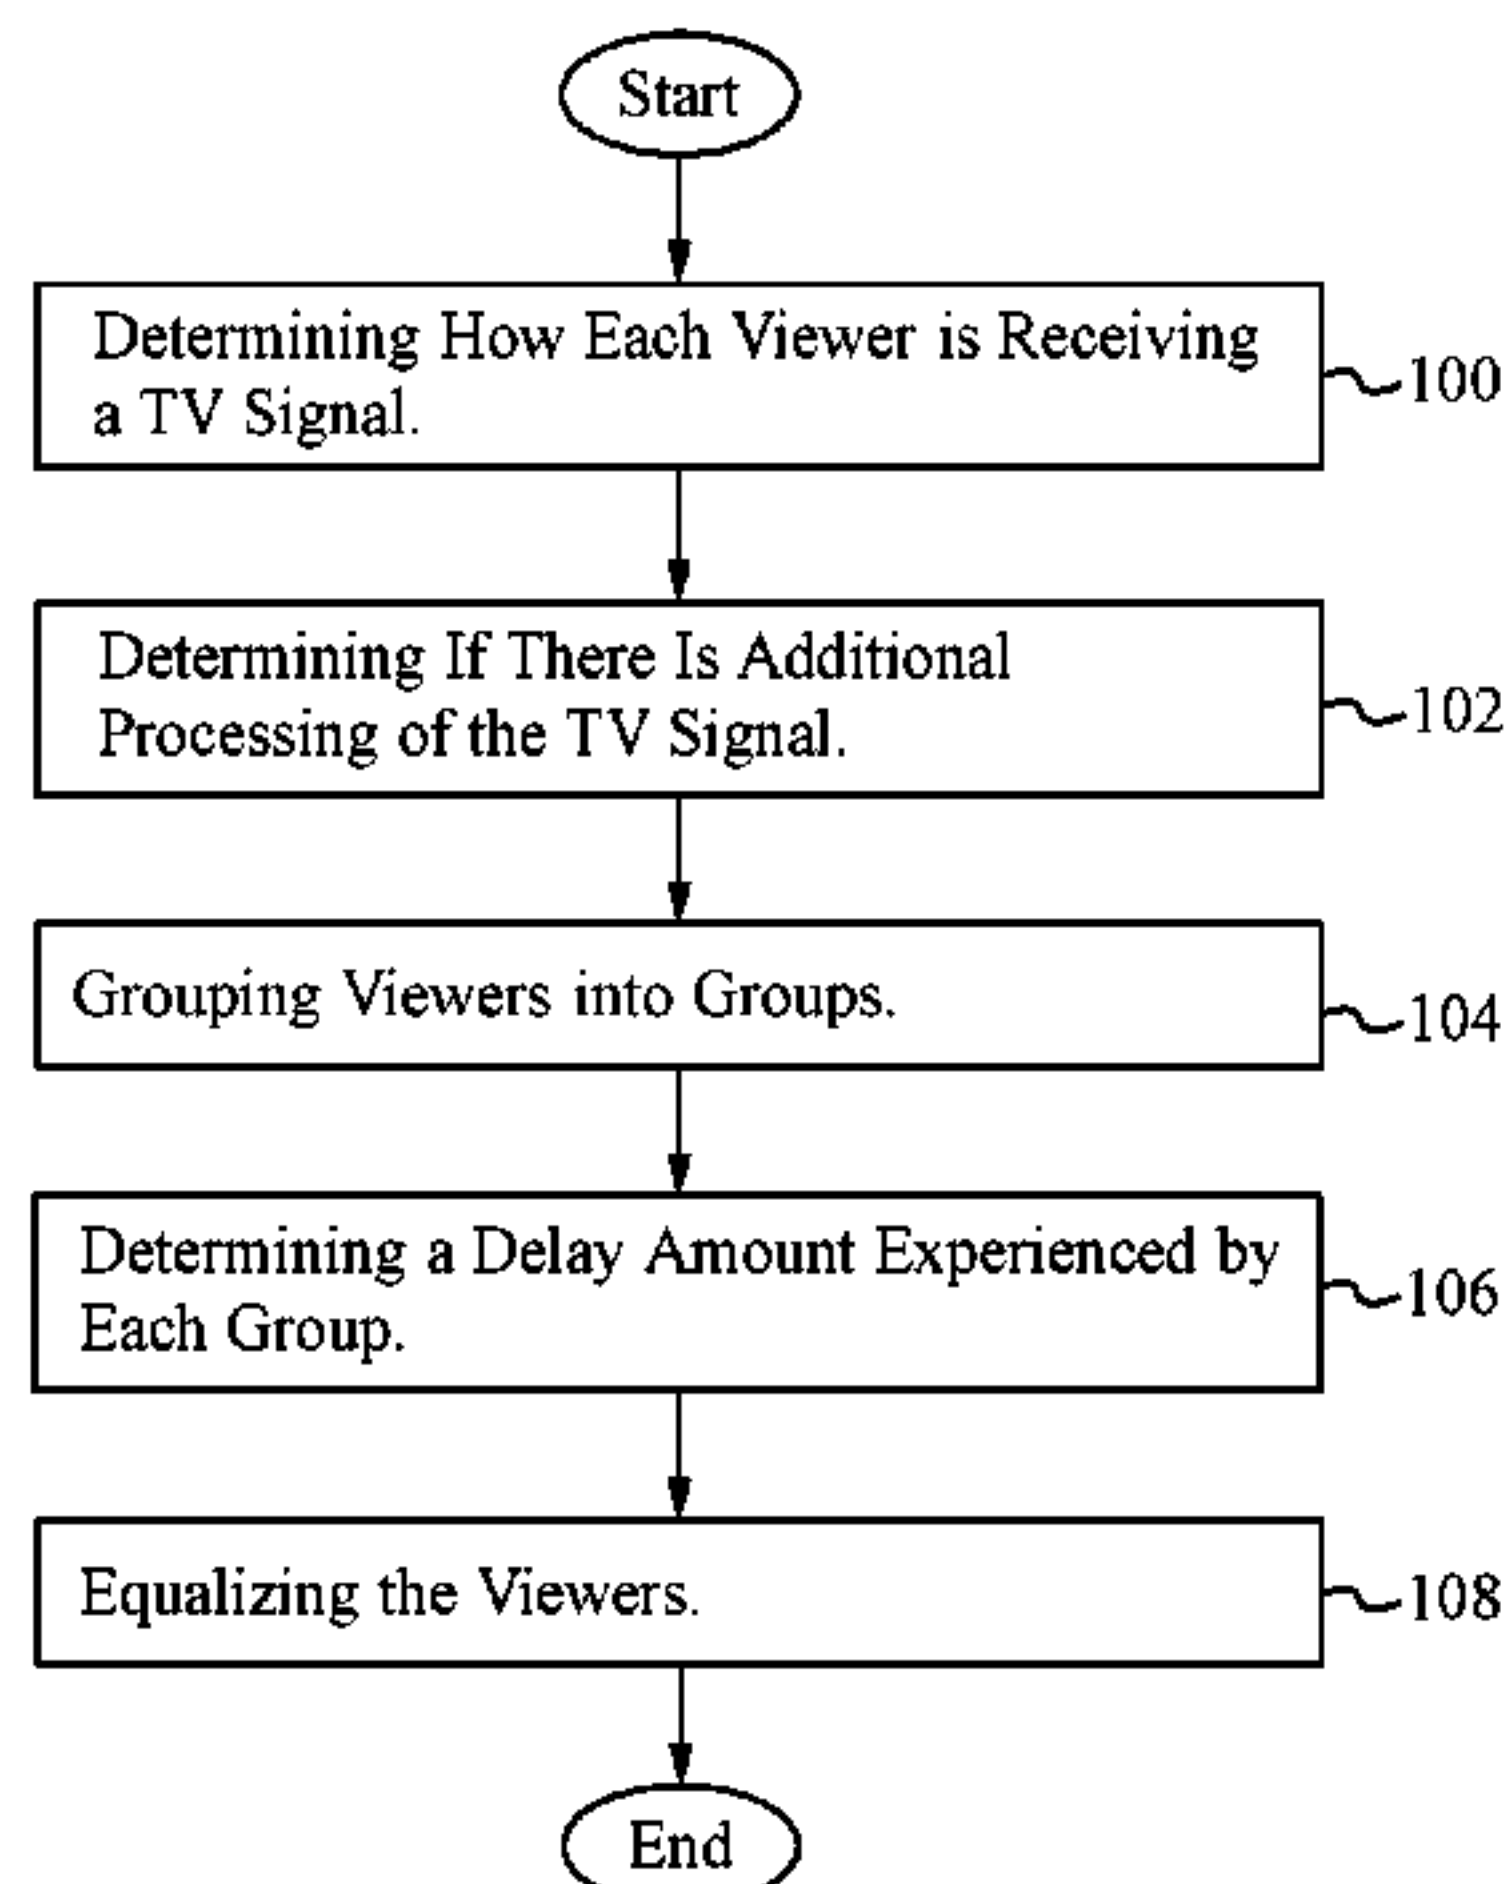 Start
Determining How Each Viewer is Receiving
a TV Signal.
100
Determining If There Is Additional
Processing of the TV Signal.
102
Grouping Viewers into Groups.
104
Determining a Delay Amount Experienced by
Each Group.
106
Equalizing the Viewers.
108
End